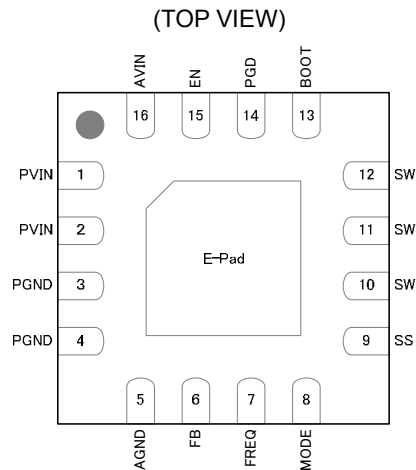 (TOP VIEW)
AVIN EN PGD BOOT
16 15 14 13
PVIN 1 12 SW
PVIN 2 11 SW
E-Pad
PGND 3 10 SW
PGND 4 9 SS
5 6 7 8
AGND FB FREQ MODE